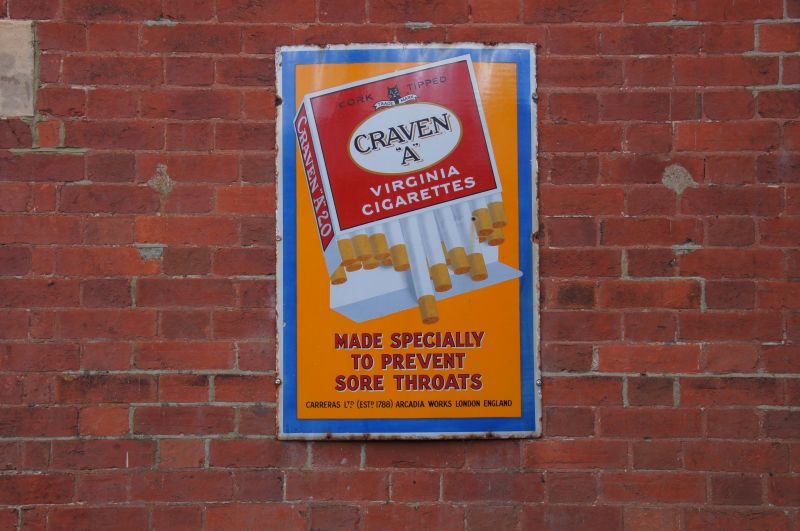 CORK TIPPED
TRADE MARK
CRAVEN
"A"
VIRGINIA
CIGARETTES
CRAVEN "A" 20
MADE SPECIALLY
TO PREVENT
SORE THROATS
CARRERAS LTD (ESTD 1788) ARCADIA WORKS LONDON ENGLAND